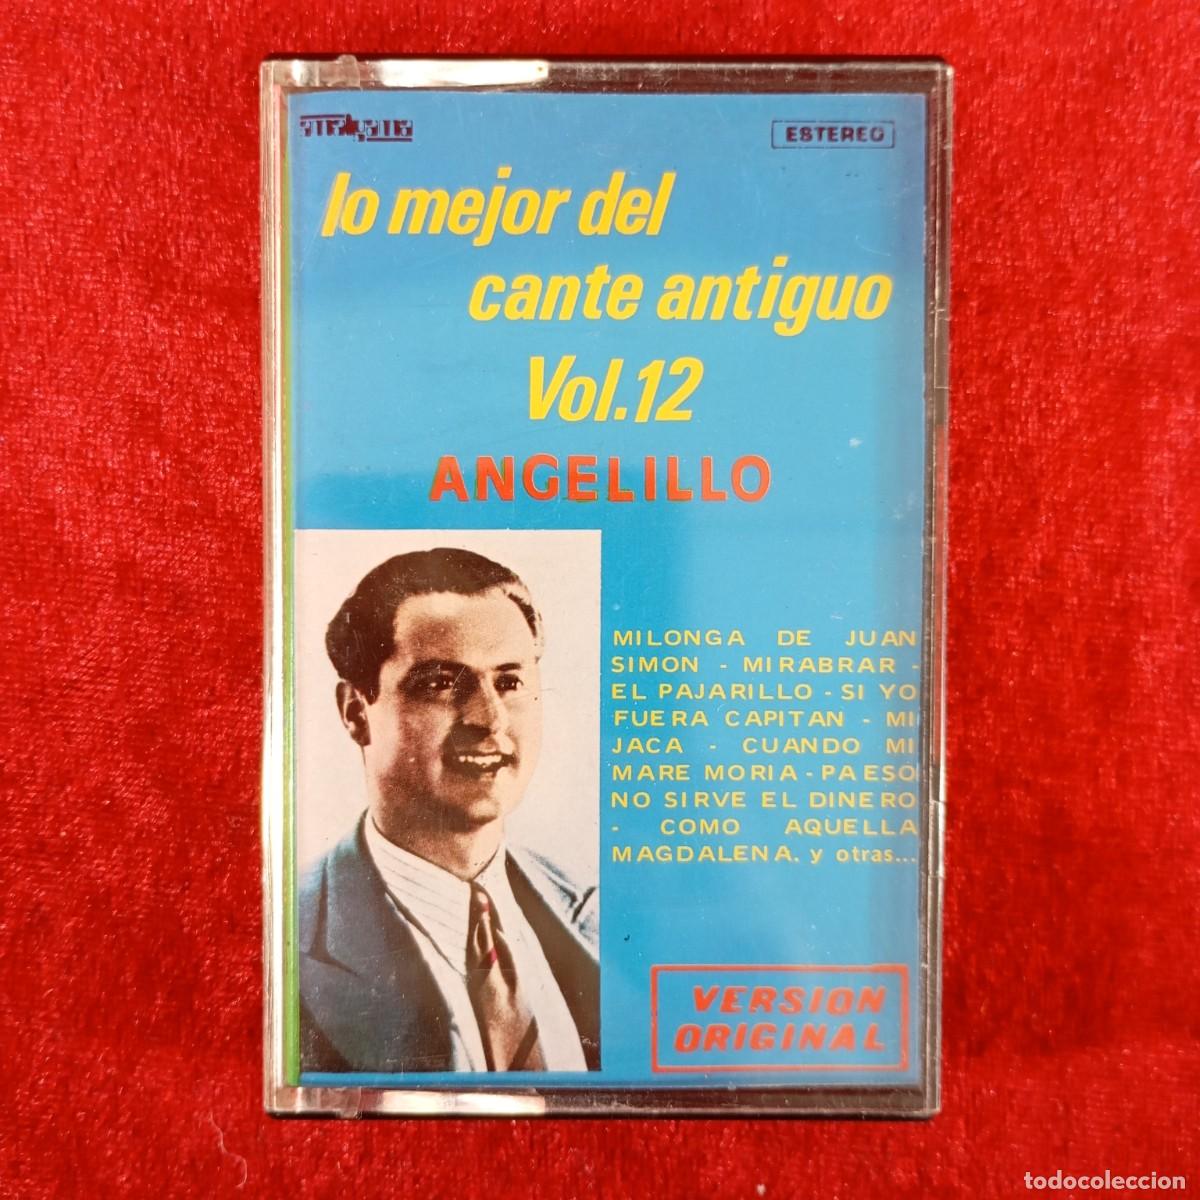 ESTEREO
lo mejor del
cante antiguo
Vol.12
ANGELILLO
MILONGA DE JUAN
SIMON - MIRABRAR -
EL PAJARILLO - SI YO
FUERA CAPITAN - MI
JACA - CUANDO MI
MARE MORIA - PA ESO
NO SIRVE EL DINERO
- COMO AQUELLA
MAGDALENA. y otras...
VERSION
ORIGINAL
todocoleccion